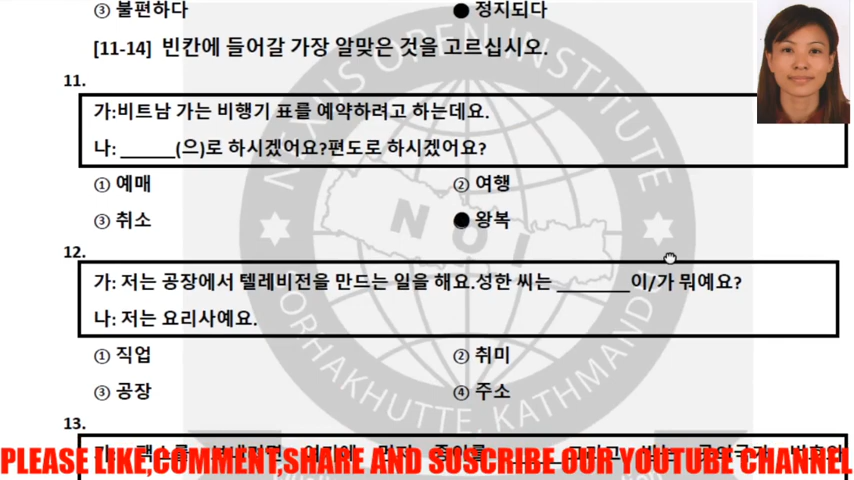 ③ 불편하다 ● 정지되다
[11-14] 빈칸에 들어갈 가장 알맞은 것을 고르십시오.
11.
가:비트남 가는 비행기 표를 예약하려고 하는데요.
나: ______(으)로 하시겠어요?편도로 하시겠어요?
① 예매 ② 여행
③ 취소 ● 왕복
12.
가: 저는 공장에서 텔레비전을 만드는 일을 해요.성한 씨는 ________이/가 뭐예요?
나: 저는 요리사예요.
① 직업 ② 취미
③ 공장 ④ 주소
13.
PLEASE LIKE,COMMENT,SHARE AND SUSCRIBE OUR YOUTUBE CHANNEL
NEXUS OPEN INSTITUTE
NOI
GORHAKHUTTE, KATHMANDU